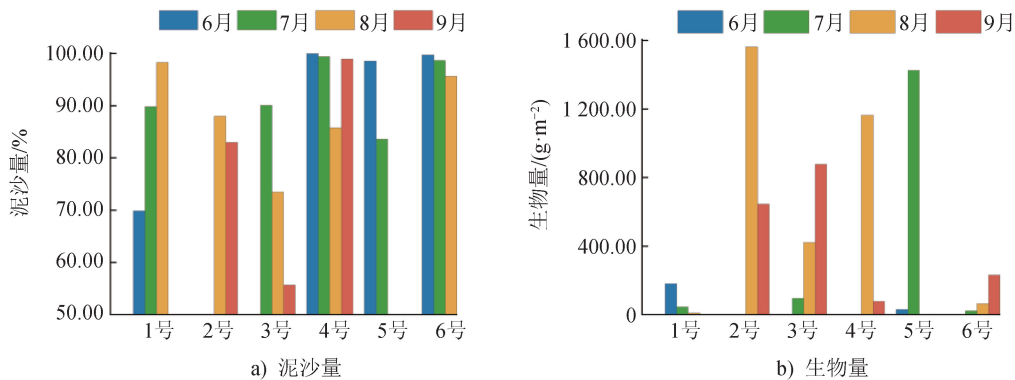 6月 7月 8月 9月
100.00
90.00
80.00
70.00
60.00
50.00
泥沙量/%
1号 2号 3号 4号 5号 6号
a) 泥沙量
6月 7月 8月 9月
1 600.00
1 200.00
800.00
400.00
0
生物量/(g·m⁻²)
1号 2号 3号 4号 5号 6号
b) 生物量